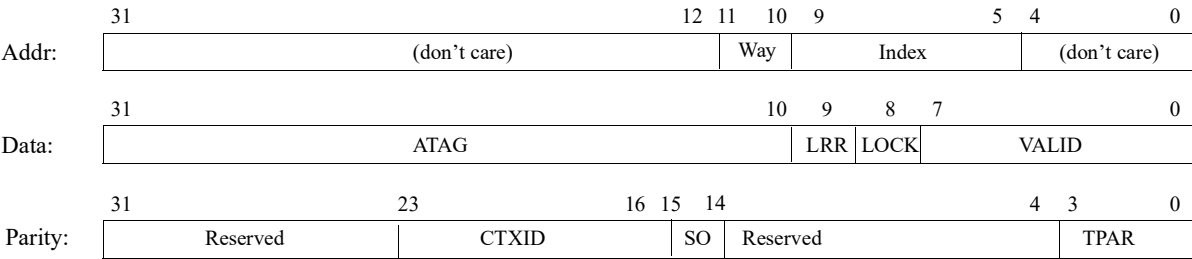 31 12 11 10 9 5 4 0
Addr: (don't care) Way Index (don't care)
31 10 9 8 7 0
Data: ATAG LRR LOCK VALID
31 23 16 15 14 4 3 0
Parity: Reserved CTXID SO Reserved TPAR